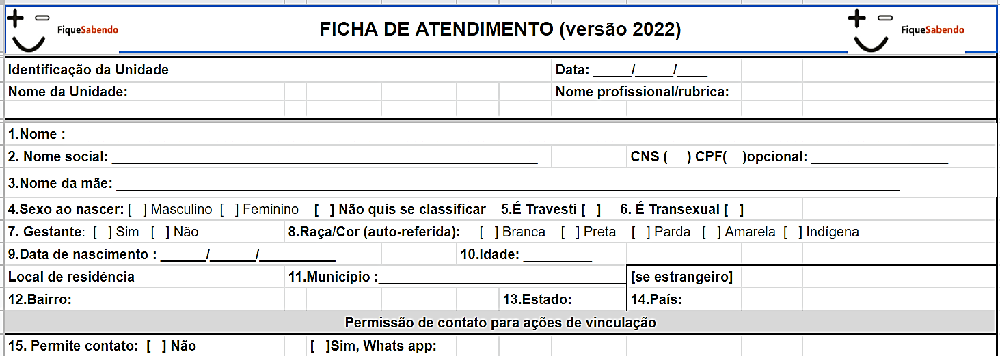 FiqueSabendo FICHA DE ATENDIMENTO (versão 2022) FiqueSabendo
Identificação da Unidade Data: _____/_____/____
Nome da Unidade: Nome profissional/rubrica:
1.Nome :____________________
2. Nome social: ____________________ CNS ( ) CPF( )opcional: __________________
3.Nome da mãe: ____________________
4.Sexo ao nascer: [ ] Masculino [ ] Feminino [ ] Não quis se classificar 5.É Travesti [ ] 6. É Transexual [ ]
7. Gestante: [ ] Sim [ ] Não 8.Raça/Cor (auto-referida): [ ] Branca [ ] Preta [ ] Parda [ ] Amarela [ ] Indígena
9.Data de nascimento : ______/______/__________ 10.Idade: _________
Local de residência 11.Município :____________________ [se estrangeiro]
12.Bairro: 13.Estado: 14.País:
Permissão de contato para ações de vinculação
15. Permite contato: [ ] Não [ ]Sim, Whats app: